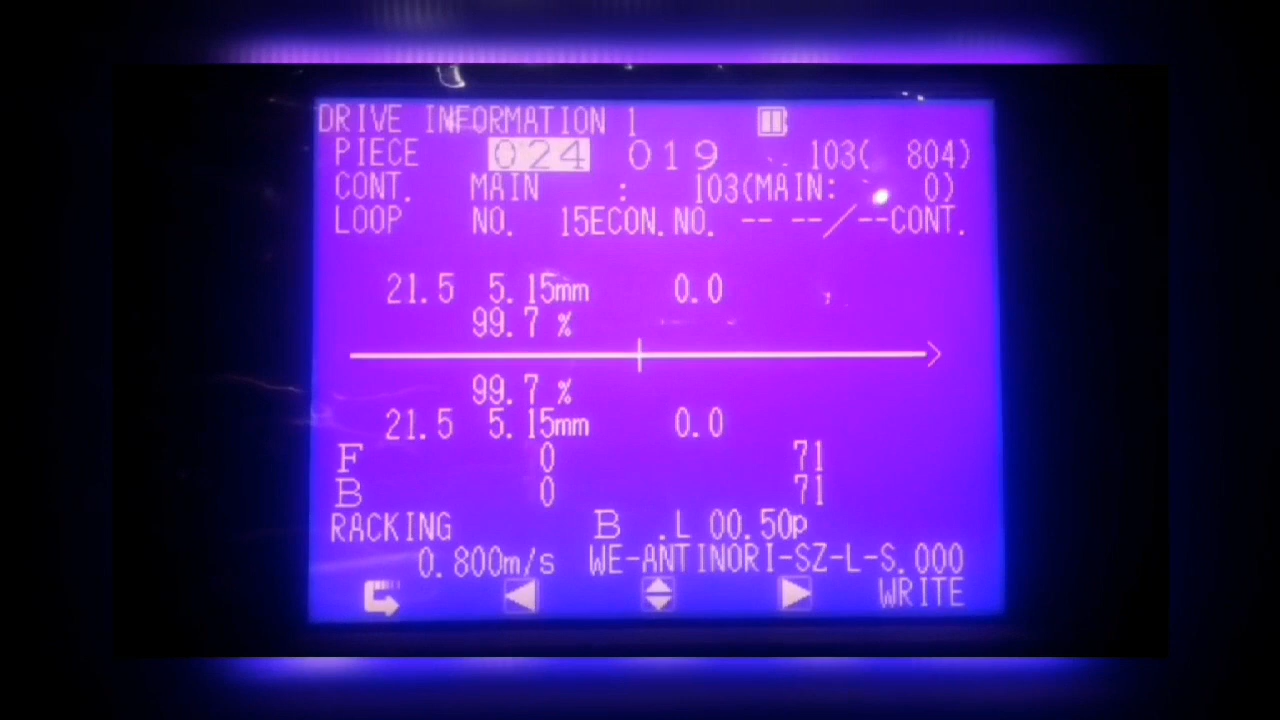 DRIVE INFORMATION 1
PIECE 024 019 103( 804)
CONT. MAIN : 103(MAIN: 0)
LOOP NO. 15ECON.NO. -- --/--CONT.
21.5 5.15mm 0.0
99.7 %
99.7 %
21.5 5.15mm 0.0
F 0 71
B 0 71
RACKING B .L 00.50p
0.800m/s WE-ANTINORI-SZ-L-S.000
WRITE